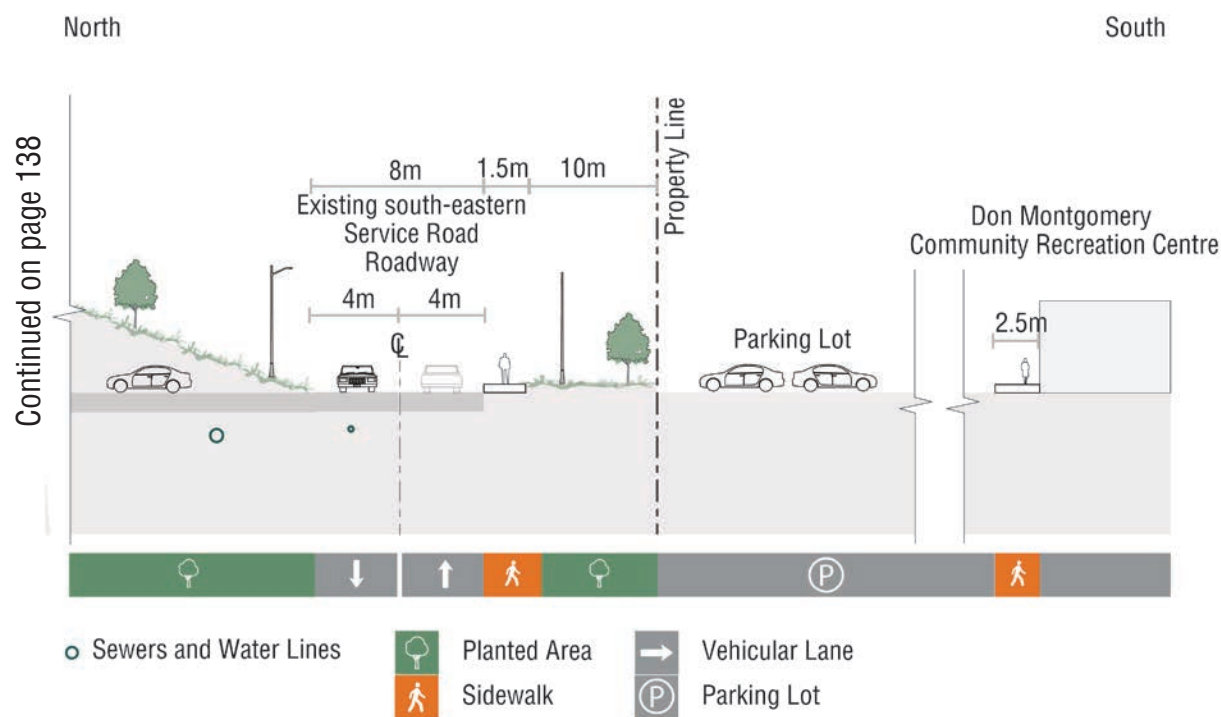 North
South
Continued on page 138
8m
1.5m
10m
Property Line
Existing south-eastern
Service Road
Roadway
4m
4m
℄
Don Montgomery
Community Recreation Centre
2.5m
Parking Lot
P
Sewers and Water Lines
Planted Area
Vehicular Lane
Sidewalk
P
Parking Lot